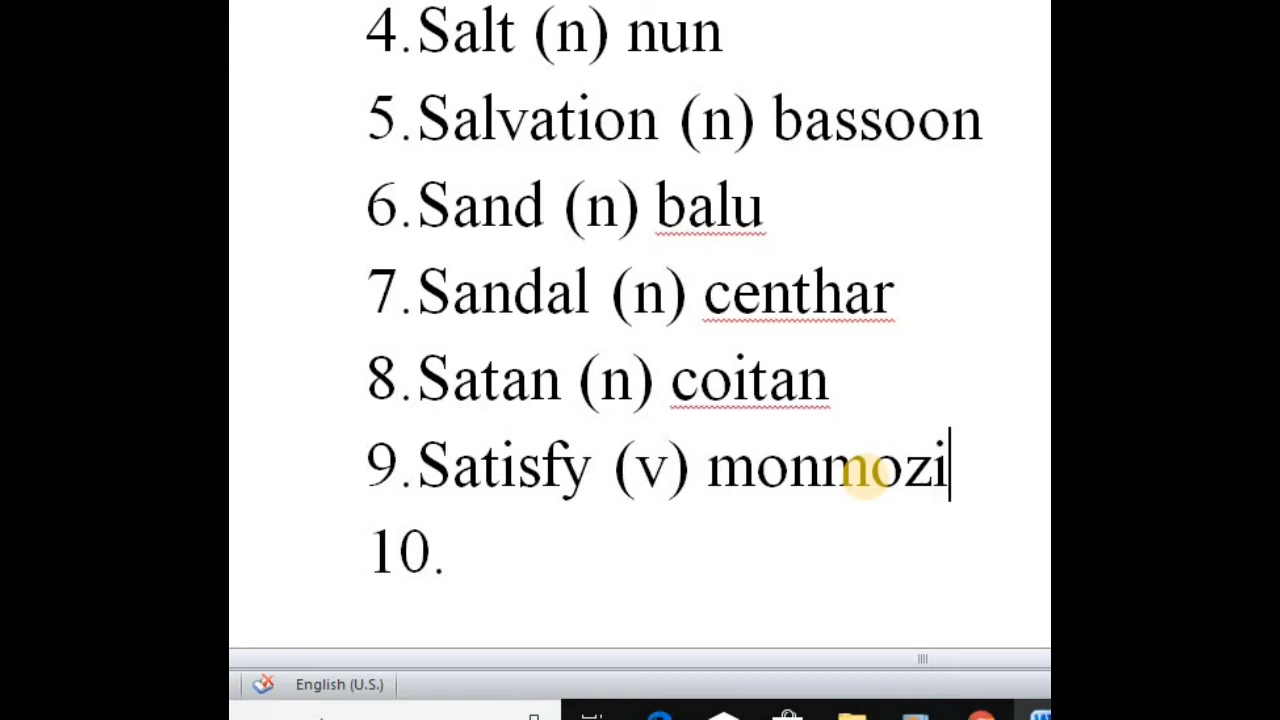 4.Salt (n) nun
5.Salvation (n) bassoon
6.Sand (n) balu
7.Sandal (n) centhar
8.Satan (n) coitan
9.Satisfy (v) monmozi
10.
English (U.S.)